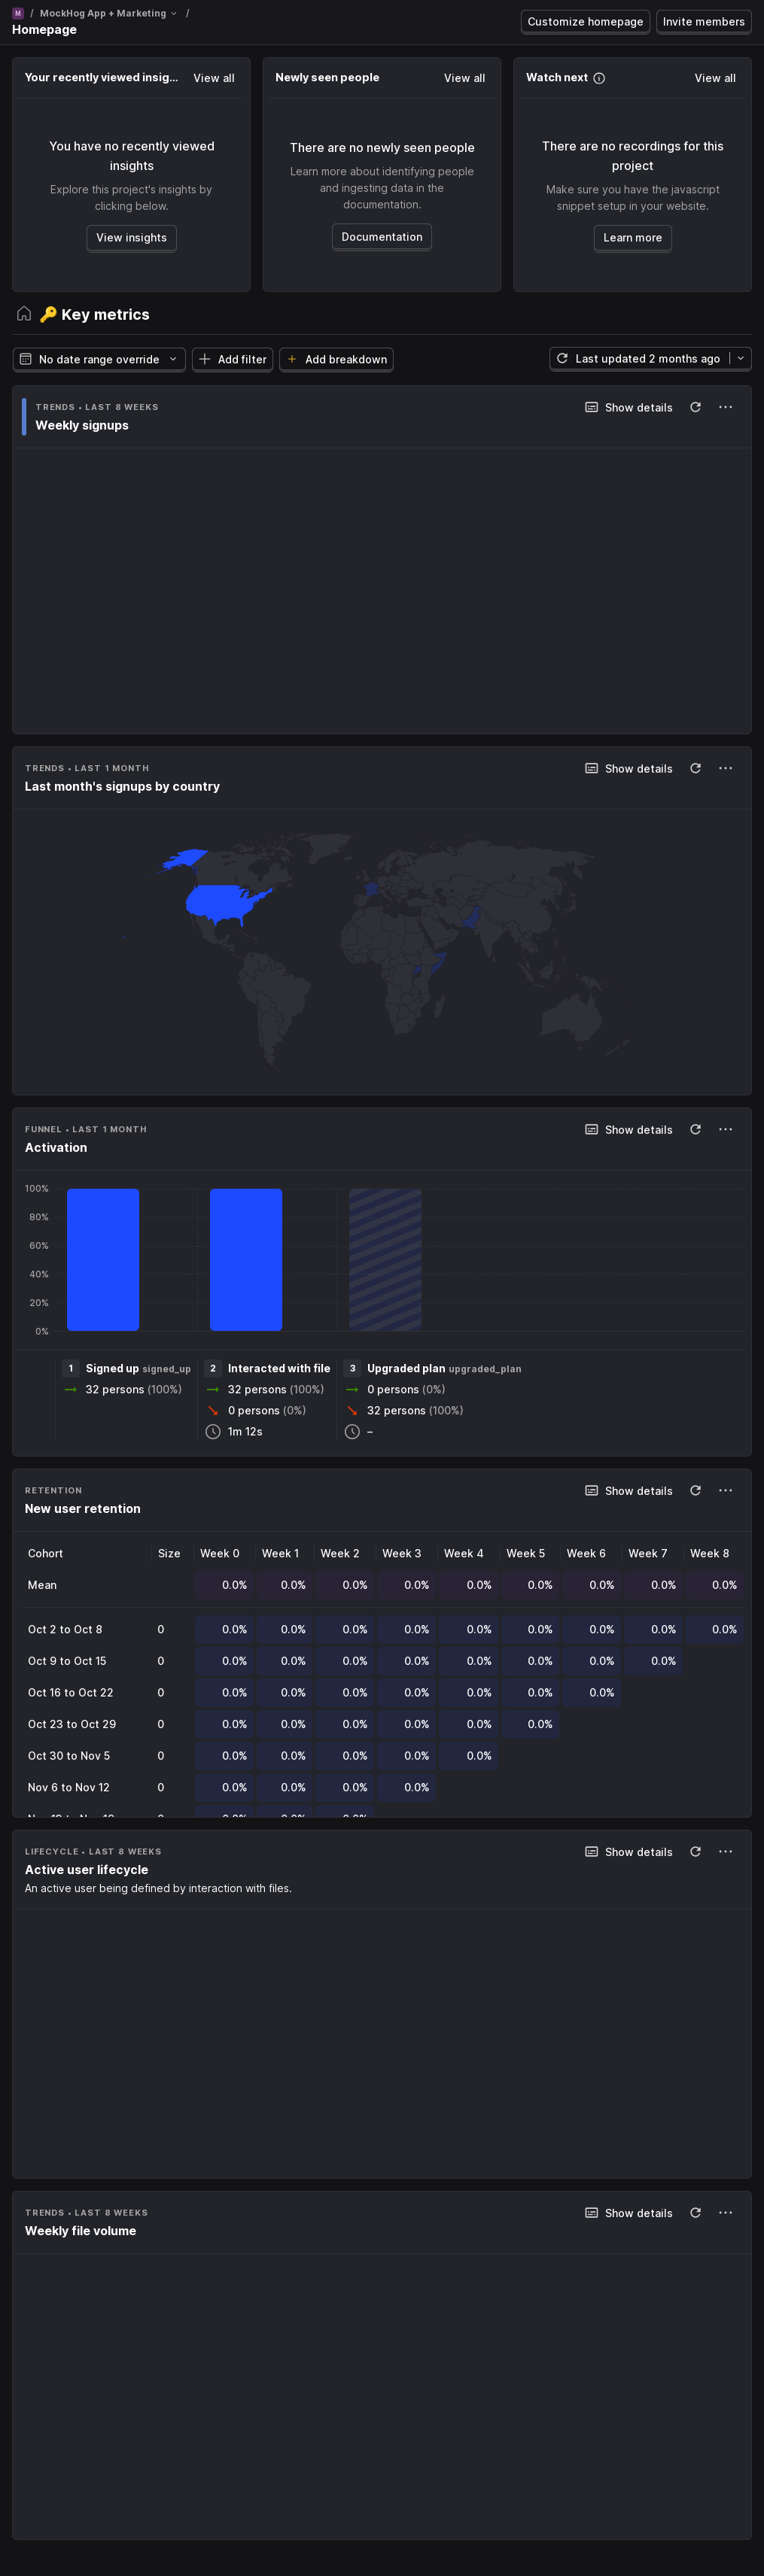 M / MockHog App + Marketing /
Homepage
Customize homepage
Invite members
Your recently viewed insig...
View all
You have no recently viewed
insights
Explore this project's insights by
clicking below.
View insights
Newly seen people
View all
There are no newly seen people
Learn more about identifying people
and ingesting data in the
documentation.
Documentation
Watch next
View all
There are no recordings for this
project
Make sure you have the javascript
snippet setup in your website.
Learn more
🔑 Key metrics
No date range override
Add filter
Add breakdown
Last updated 2 months ago
TRENDS • LAST 8 WEEKS
Show details
Weekly signups
TRENDS • LAST 1 MONTH
Show details
Last month's signups by country
FUNNEL • LAST 1 MONTH
Show details
Activation
100%
80%
60%
40%
20%
0%
1 Signed up signed_up
32 persons (100%)
2 Interacted with file
32 persons (100%)
0 persons (0%)
1m 12s
3 Upgraded plan upgraded_plan
0 persons (0%)
32 persons (100%)
–
RETENTION
Show details
New user retention
Cohort Size Week 0 Week 1 Week 2 Week 3 Week 4 Week 5 Week 6 Week 7 Week 8
Mean 0.0% 0.0% 0.0% 0.0% 0.0% 0.0% 0.0% 0.0% 0.0%
Oct 2 to Oct 8 0 0.0% 0.0% 0.0% 0.0% 0.0% 0.0% 0.0% 0.0% 0.0%
Oct 9 to Oct 15 0 0.0% 0.0% 0.0% 0.0% 0.0% 0.0% 0.0% 0.0%
Oct 16 to Oct 22 0 0.0% 0.0% 0.0% 0.0% 0.0% 0.0% 0.0%
Oct 23 to Oct 29 0 0.0% 0.0% 0.0% 0.0% 0.0% 0.0%
Oct 30 to Nov 5 0 0.0% 0.0% 0.0% 0.0% 0.0%
Nov 6 to Nov 12 0 0.0% 0.0% 0.0% 0.0%
LIFECYCLE • LAST 8 WEEKS
Show details
Active user lifecycle
An active user being defined by interaction with files.
TRENDS • LAST 8 WEEKS
Show details
Weekly file volume